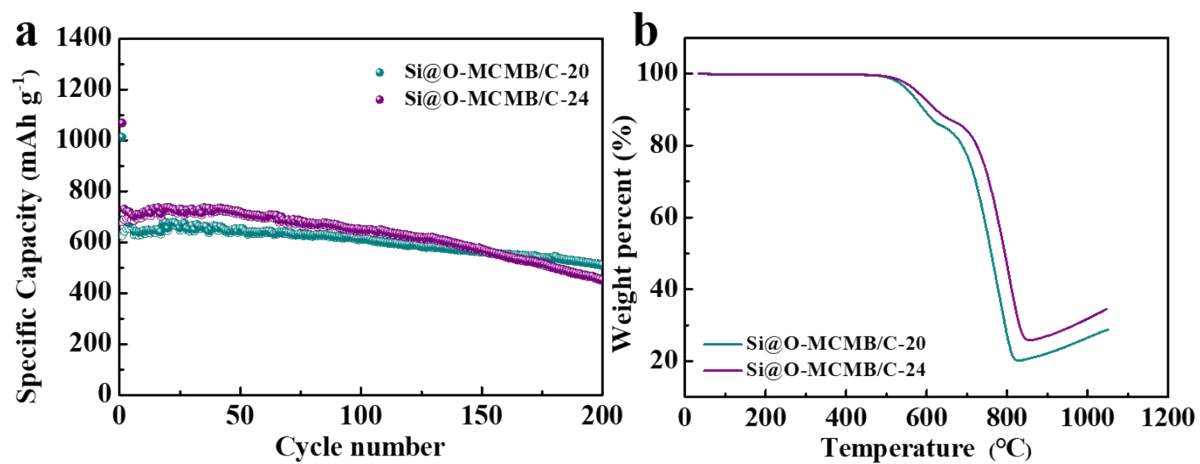 a
1400
1200
1000
800
600
400
200
0
Specific Capacity (mAh g⁻¹)
Si@O-MCMB/C-20
Si@O-MCMB/C-24
0 50 100 150 200
Cycle number
b
100
80
60
40
20
Weight percent (%)
Si@O-MCMB/C-20
Si@O-MCMB/C-24
0 200 400 600 800 1000 1200
Temperature (°C)